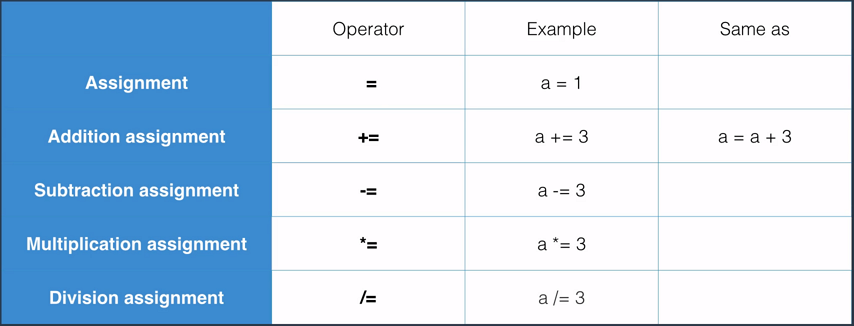 Operator Example Same as
Assignment = a = 1
Addition assignment += a += 3 a = a + 3
Subtraction assignment -= a -= 3
Multiplication assignment *= a *= 3
Division assignment /= a /= 3